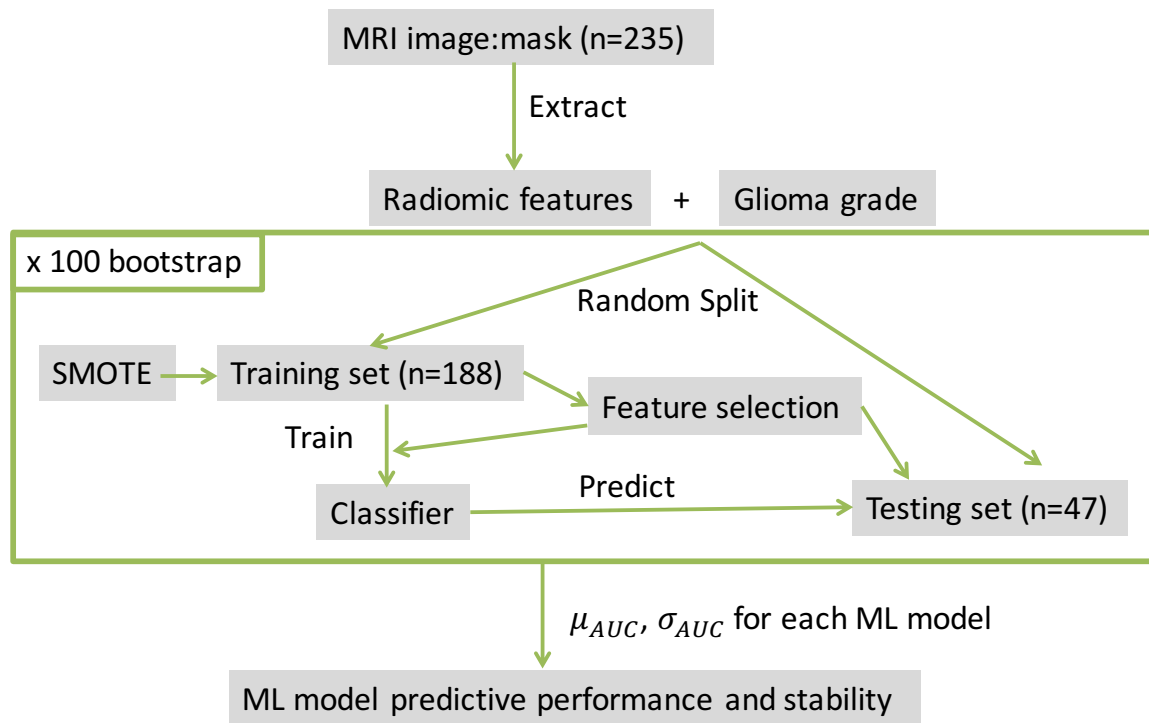 MRI image:mask (n=235)
Extract
Radiomic features + Glioma grade
x 100 bootstrap
Random Split
SMOTE
Training set (n=188)
Feature selection
Train
Predict
Classifier
Testing set (n=47)
𝜇𝐴𝑈𝐶, 𝜎𝐴𝑈𝐶 for each ML model
ML model predictive performance and stability